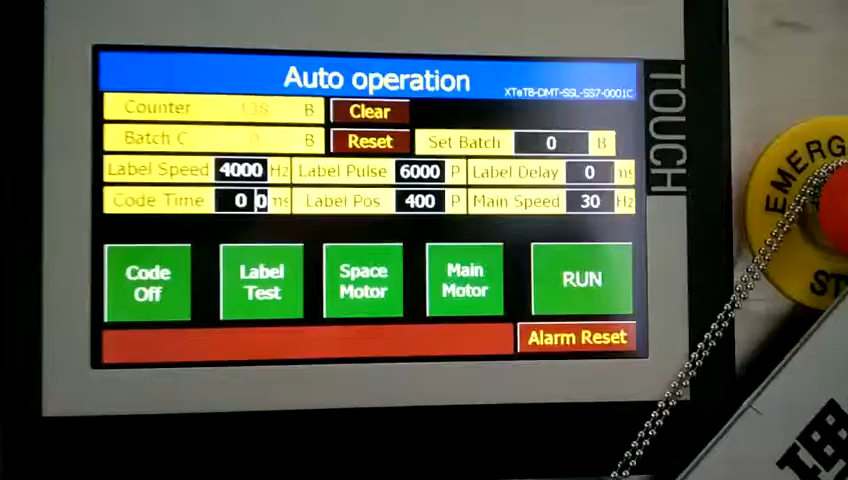 Auto operation
XTeTB-DMT-SSL-SS7-0001C
Counter 138 B Clear
Batch C 0 B Reset Set Batch 0 B
Label Speed 4000 Hz Label Pulse 6000 P Label Delay 0 ms
Code Time 0 0 ms Label Pos 400 P Main Speed 30 Hz
Code Off
Label Test
Space Motor
Main Motor
RUN
Alarm Reset
TOUCH
EMERG
ST